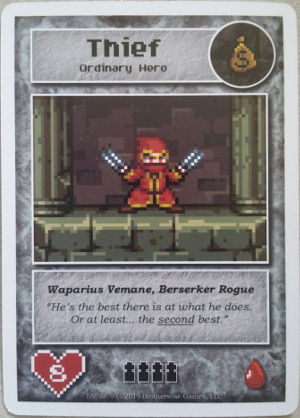 Thief
Ordinary Hero
Waparius Vemane, Berserker Rogue
"He's the best there is at what he does.
Or at least... the second best."
8
©2015 Brotherwise Games, LLC